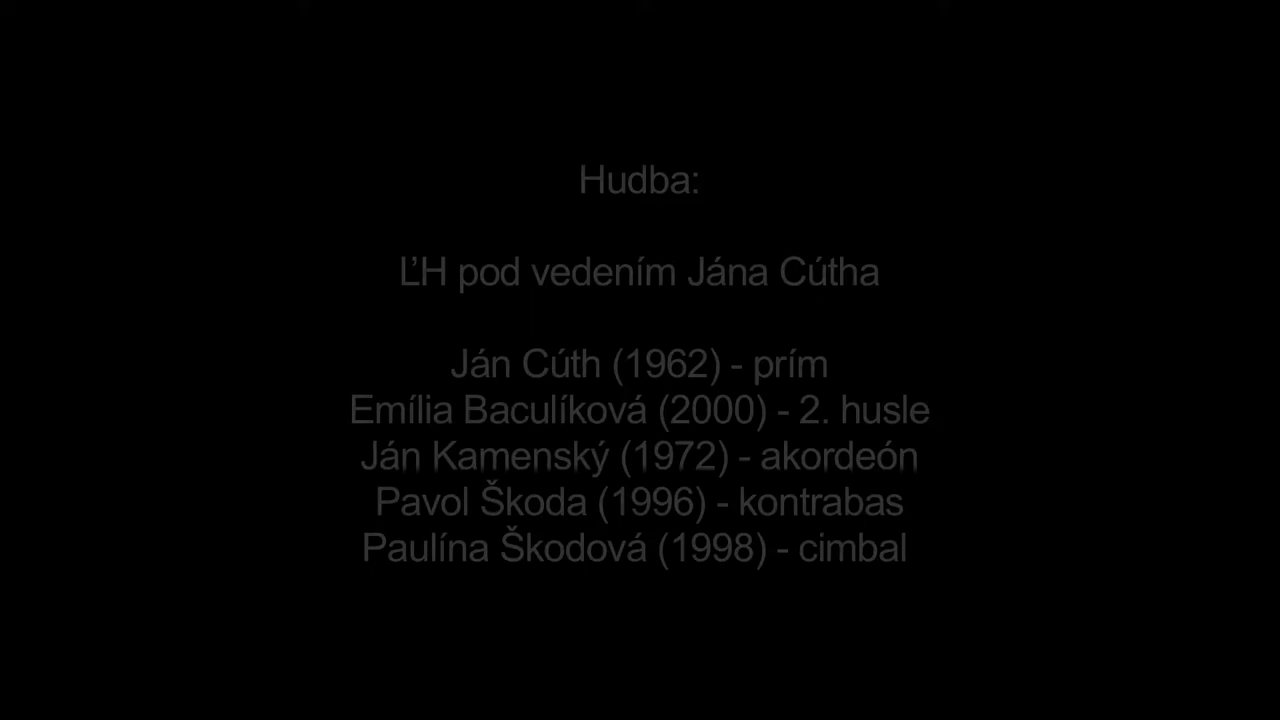 Hudba:
ĽH pod vedením Jána Cútha
Ján Cúth (1962) - prím
Emília Baculíková (2000) - 2. husle
Ján Kamenský (1972) - akordeón
Pavol Škoda (1996) - kontrabas
Paulína Škodová (1998) - cimbal